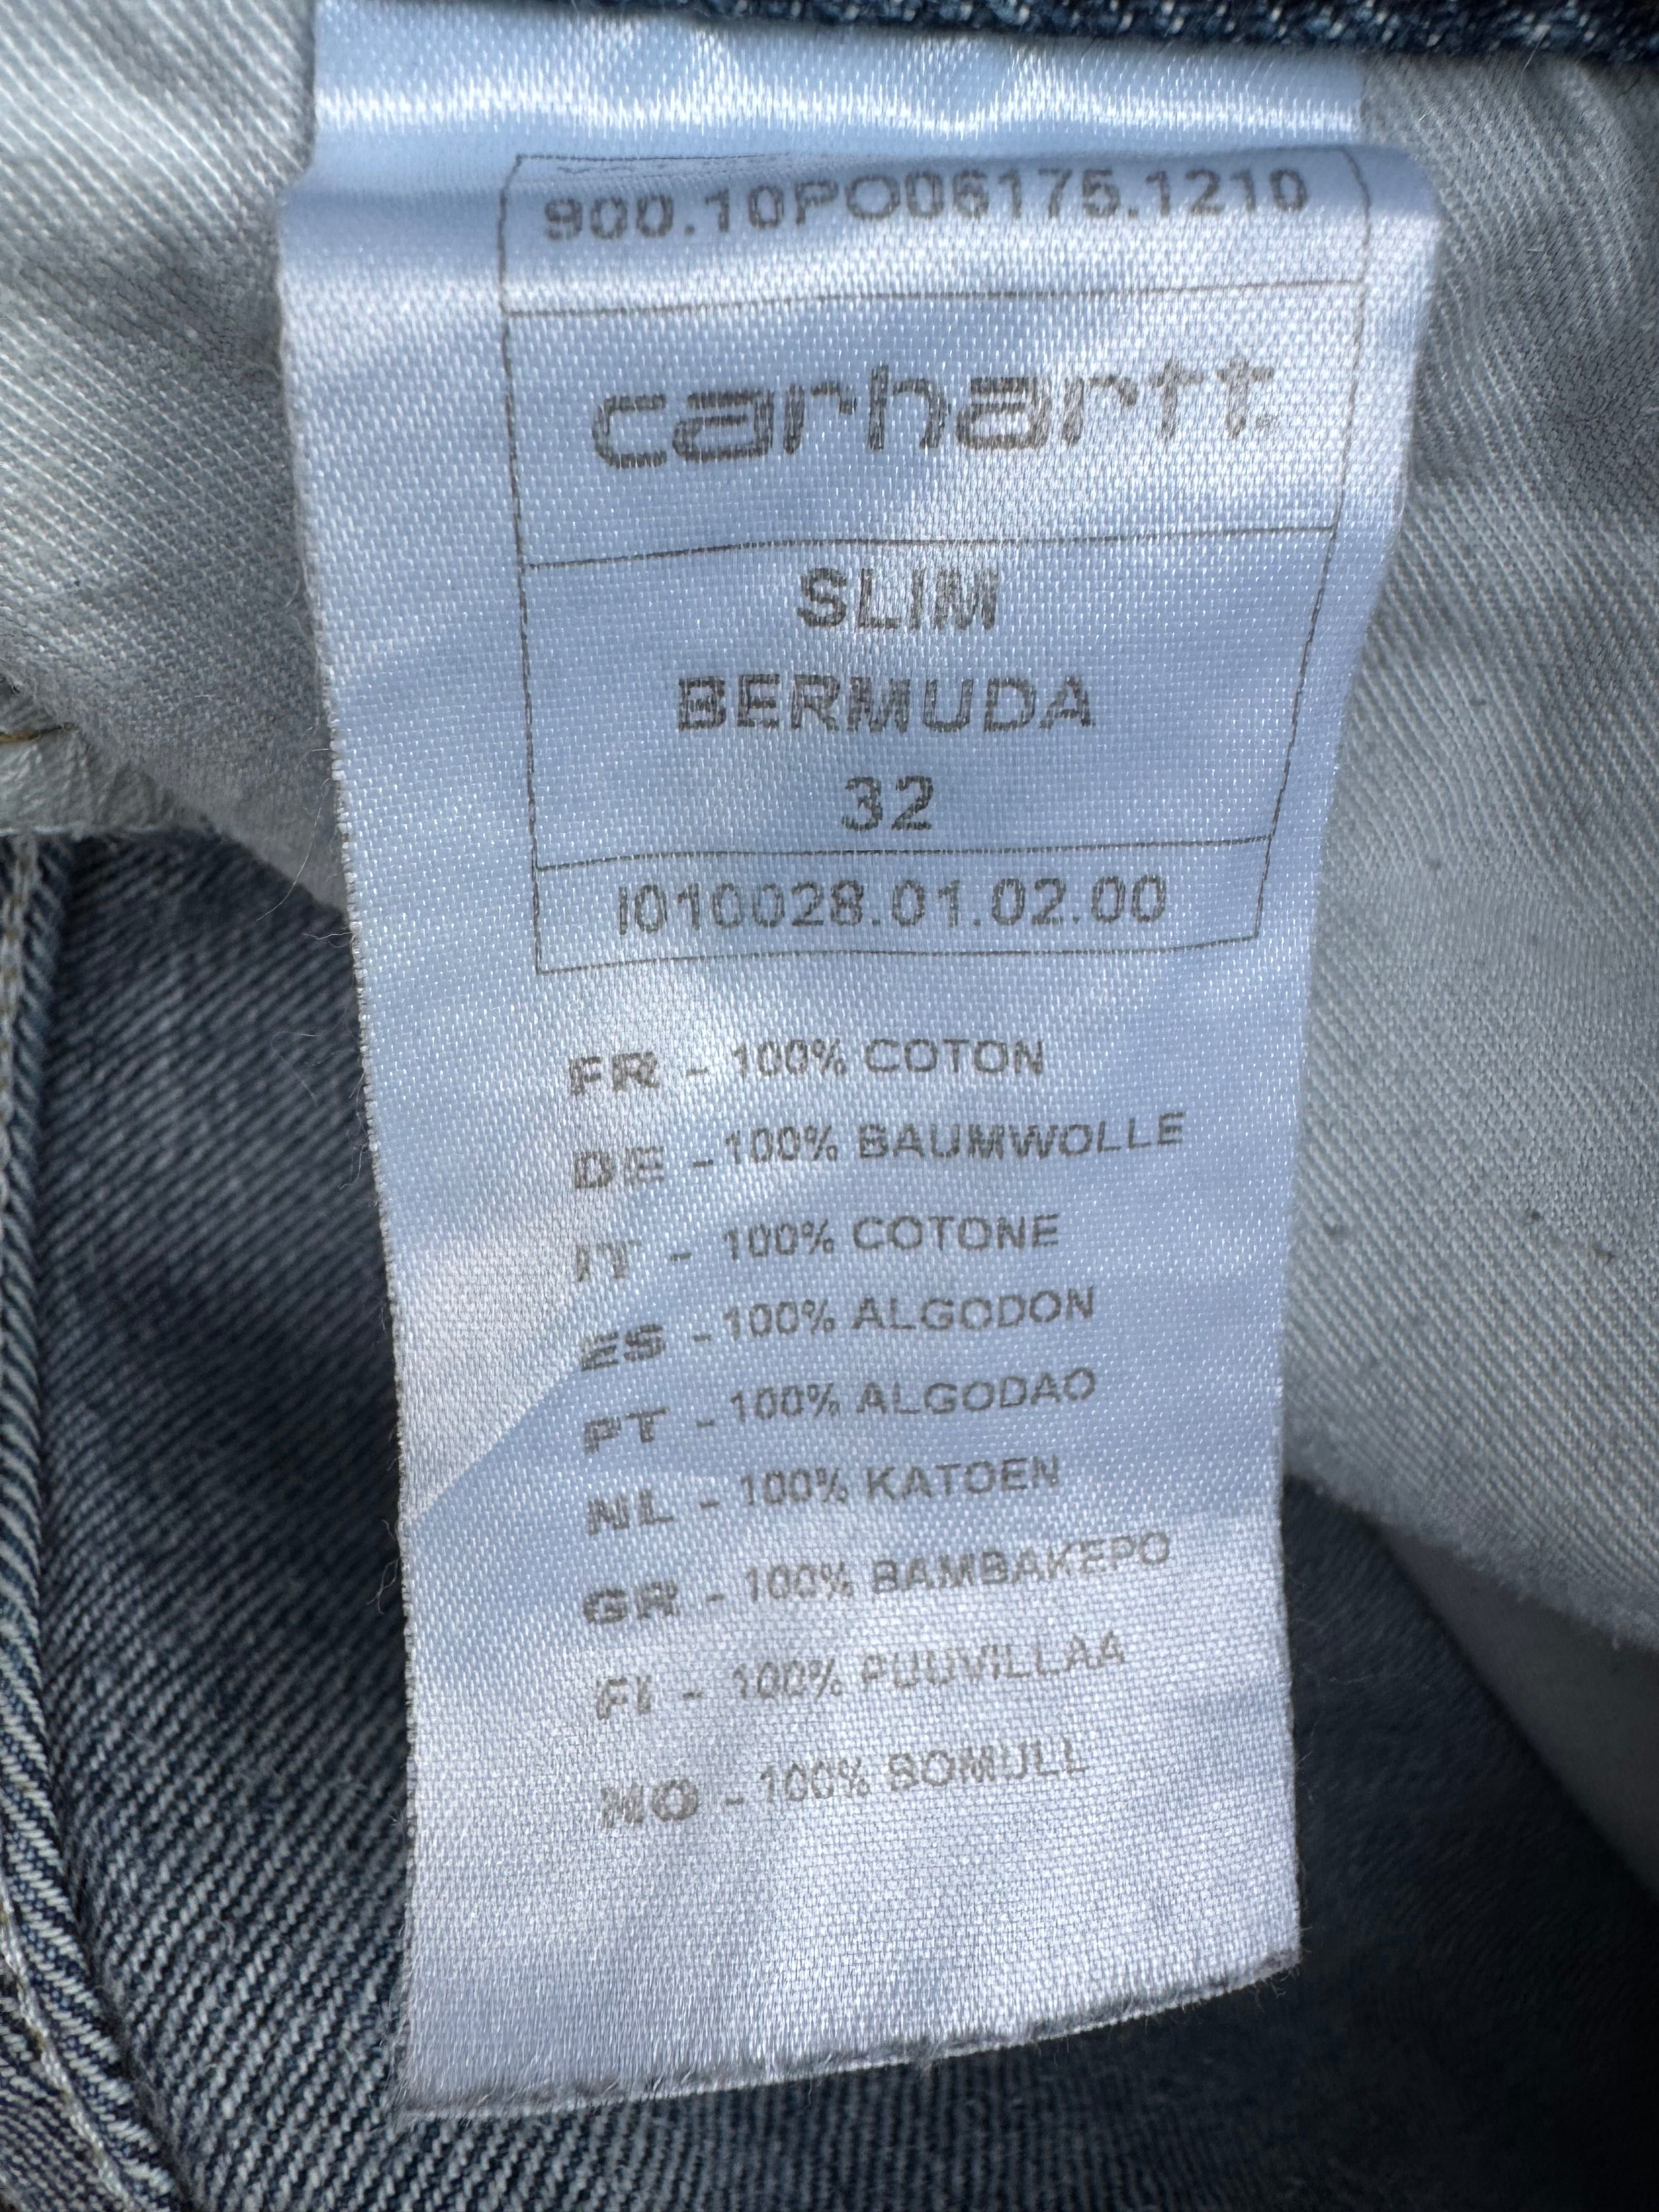 900.10PO06175.1210
carhartt
SLIM
BERMUDA
32
I010028.01.02.00
FR - 100% COTON
DE - 100% BAUMWOLLE
IT - 100% COTONE
ES - 100% ALGODON
PT - 100% ALGODAO
NL - 100% KATOEN
GR - 100% BAMBAKEPO
FI - 100% PUUVILLAA
NO - 100% BOMULL